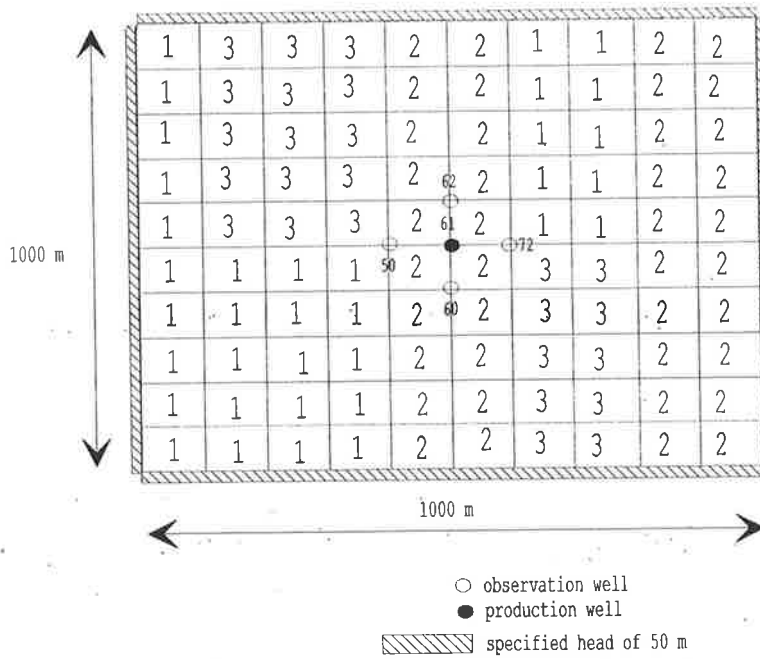 1 3 3 3 2 2 1 1 2 2
1 3 3 3 2 2 1 1 2 2
1 3 3 3 2 2 1 1 2 2
1 3 3 3 2 62 2 1 1 2 2
1 3 3 3 2 61 2 1 1 2 2
72
1000 m
1 1 1 1 50 2 2 3 3 2 2
1 1 1 1 2 60 2 3 3 2 2
1 1 1 1 2 2 3 3 2 2
1 1 1 1 2 2 3 3 2 2
1 1 1 1 2 2 3 3 2 2
1000 m
observation well
production well
specified head of 50 m